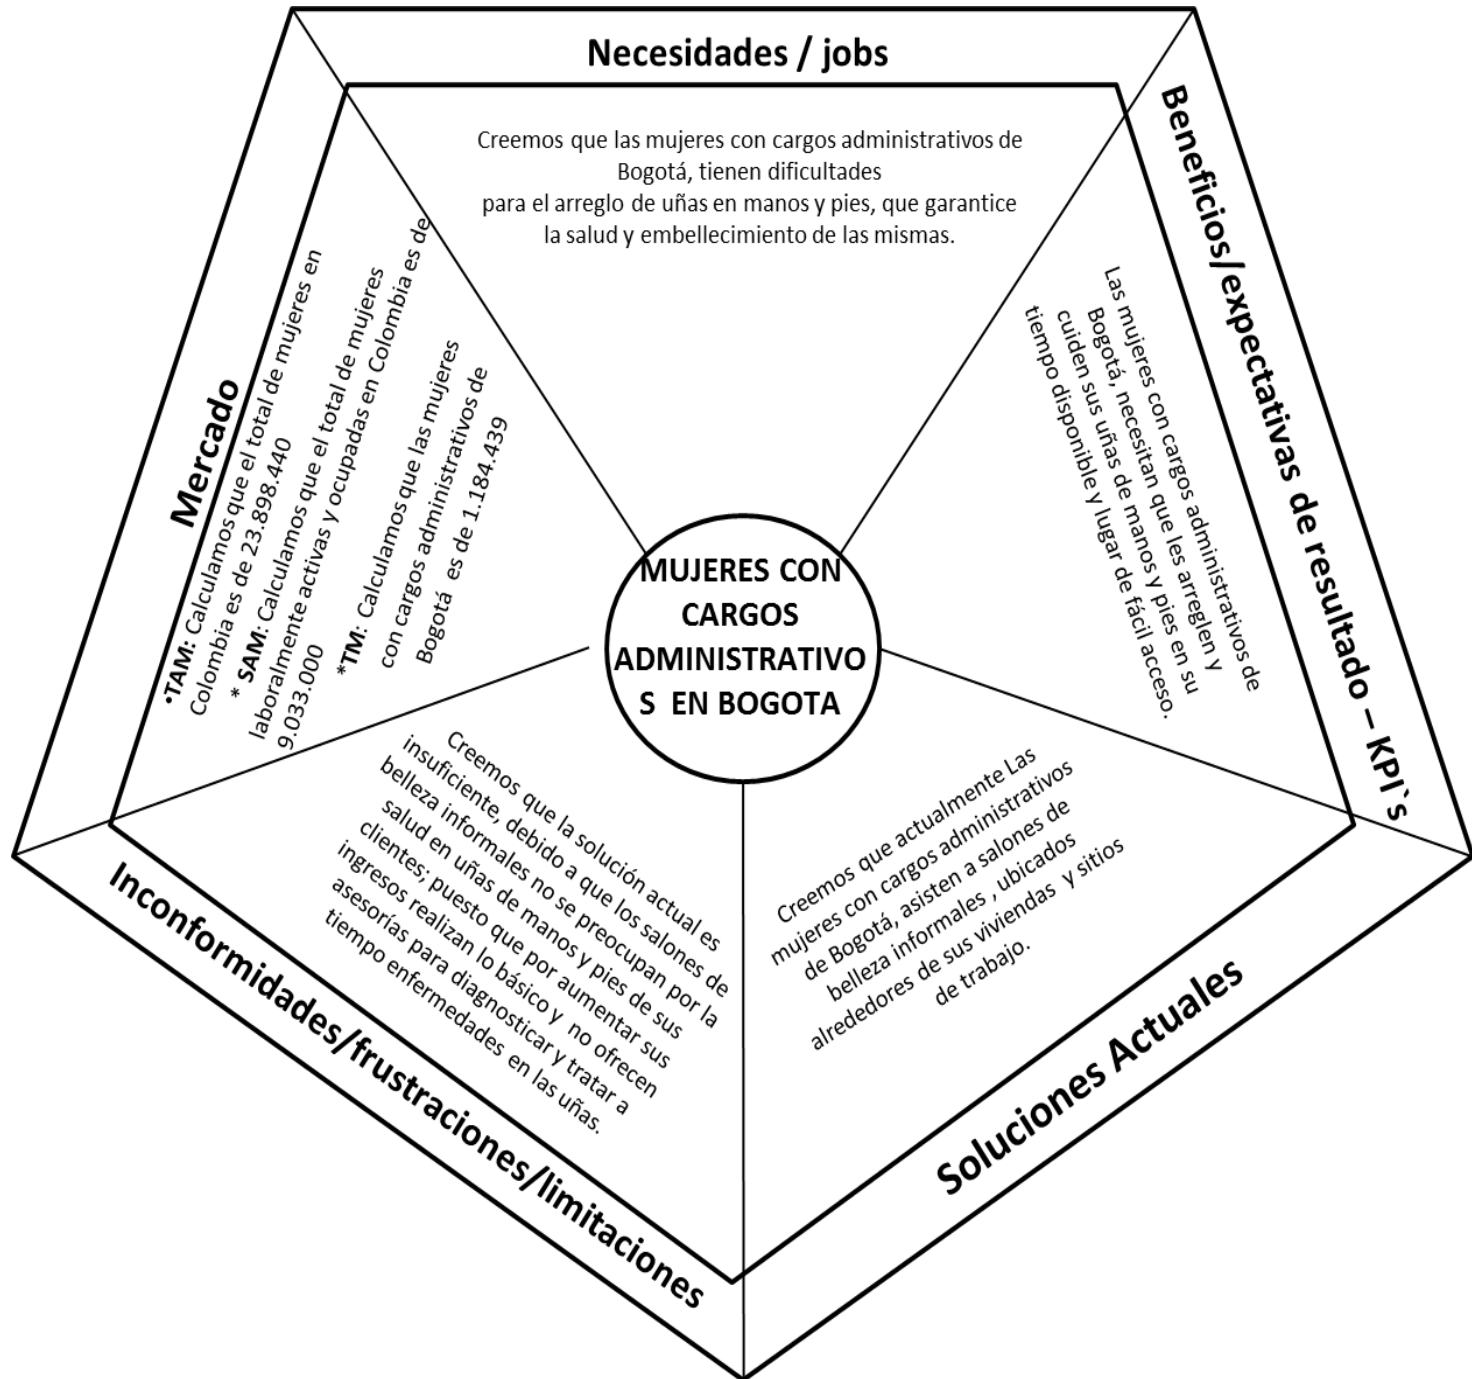 Necesidades / jobs
Creemos que las mujeres con cargos administrativos de
Bogotá, tienen dificultades
para el arreglo de uñas en manos y pies, que garantice
la salud y embellecimiento de las mismas.
Beneficios/expectativas de resultado – KPI`s
Las mujeres con cargos administrativos de
Bogotá, necesitan que les arreglen y
cuiden sus uñas de manos y pies en su
tiempo disponible y lugar de fácil acceso.
Mercado
•TAM: Calculamos que el total de mujeres en
Colombia es de 23.898.440
* SAM: Calculamos que el total de mujeres
laboralmente activas y ocupadas en Colombia es de
9.033.000
*TM: Calculamos que las mujeres
con cargos administrativos de
Bogotá es de 1.184.439
MUJERES CON
CARGOS
ADMINISTRATIVO
S EN BOGOTA
Creemos que la solución actual es
insuficiente, debido a que los salones de
belleza informales no se preocupan por la
salud en uñas de manos y pies de sus
clientes; puesto que por aumentar sus
ingresos realizan lo básico y no ofrecen
asesorías para diagnosticar y tratar a
tiempo enfermedades en las uñas.
Inconformidades/frustraciones/limitaciones
Creemos que actualmente Las
mujeres con cargos administrativos
de Bogotá, asisten a salones de
belleza informales , ubicados
alrededores de sus viviendas y sitios
de trabajo.
Soluciones Actuales